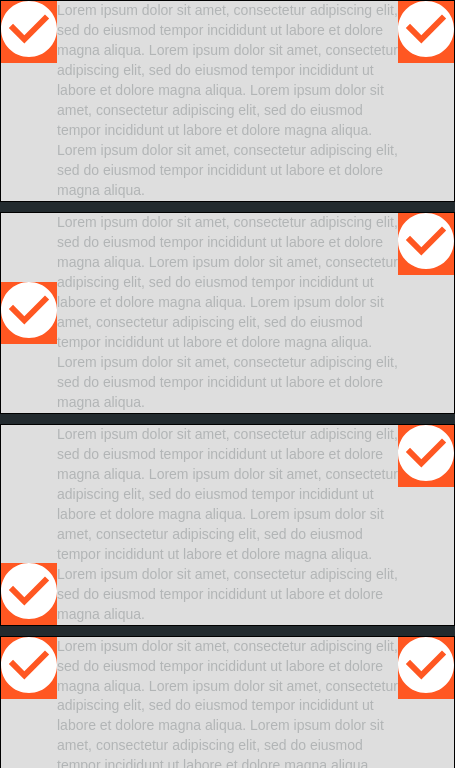 Lorem ipsum dolor sit amet, consectetur adipiscing elit,
sed do eiusmod tempor incididunt ut labore et dolore
magna aliqua. Lorem ipsum dolor sit amet, consectetur
adipiscing elit, sed do eiusmod tempor incididunt ut
labore et dolore magna aliqua. Lorem ipsum dolor sit
amet, consectetur adipiscing elit, sed do eiusmod
tempor incididunt ut labore et dolore magna aliqua.
Lorem ipsum dolor sit amet, consectetur adipiscing elit,
sed do eiusmod tempor incididunt ut labore et dolore
magna aliqua.
Lorem ipsum dolor sit amet, consectetur adipiscing elit,
sed do eiusmod tempor incididunt ut labore et dolore
magna aliqua. Lorem ipsum dolor sit amet, consectetur
adipiscing elit, sed do eiusmod tempor incididunt ut
labore et dolore magna aliqua. Lorem ipsum dolor sit
amet, consectetur adipiscing elit, sed do eiusmod
tempor incididunt ut labore et dolore magna aliqua.
Lorem ipsum dolor sit amet, consectetur adipiscing elit,
sed do eiusmod tempor incididunt ut labore et dolore
magna aliqua.
Lorem ipsum dolor sit amet, consectetur adipiscing elit,
sed do eiusmod tempor incididunt ut labore et dolore
magna aliqua. Lorem ipsum dolor sit amet, consectetur
adipiscing elit, sed do eiusmod tempor incididunt ut
labore et dolore magna aliqua. Lorem ipsum dolor sit
amet, consectetur adipiscing elit, sed do eiusmod
tempor incididunt ut labore et dolore magna aliqua.
Lorem ipsum dolor sit amet, consectetur adipiscing elit,
sed do eiusmod tempor incididunt ut labore et dolore
magna aliqua.
Lorem ipsum dolor sit amet, consectetur adipiscing elit,
sed do eiusmod tempor incididunt ut labore et dolore
magna aliqua. Lorem ipsum dolor sit amet, consectetur
adipiscing elit, sed do eiusmod tempor incididunt ut
labore et dolore magna aliqua. Lorem ipsum dolor sit
amet, consectetur adipiscing elit, sed do eiusmod
tempor incididunt ut labore et dolore magna aliqua.